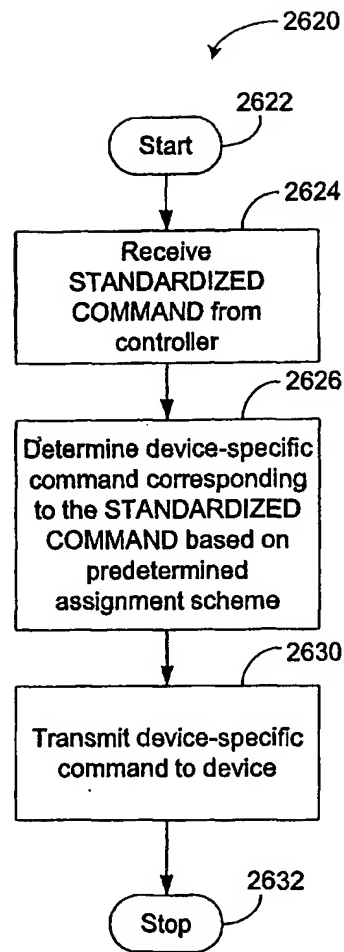 2620
2622
Start
2624
Receive
STANDARDIZED
COMMAND from
controller
2626
Determine device-specific
command corresponding
to the STANDARDIZED
COMMAND based on
predetermined
assignment scheme
2630
Transmit device-specific
command to device
2632
Stop